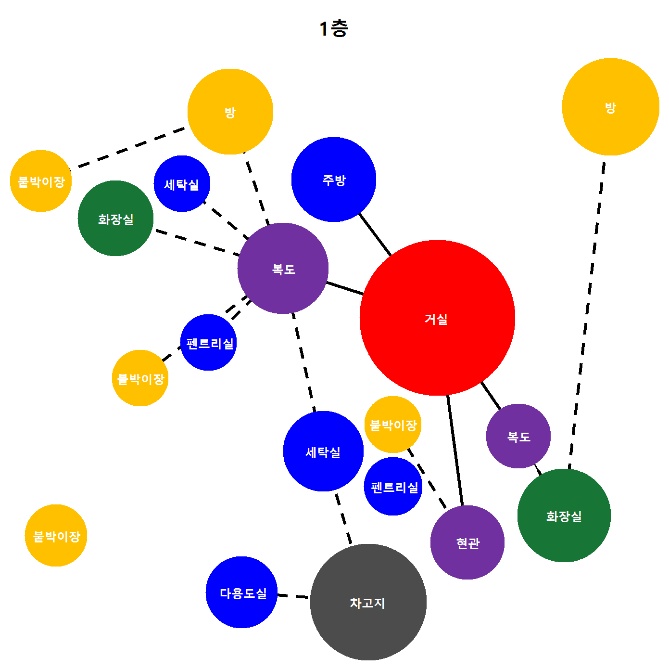 1층
방
방
붙박이장
세탁실
주방
화장실
복도
거실
펜트리실
붙박이장
붙박이장
복도
세탁실
펜트리실
화장실
붙박이장
현관
다용도실
차고지